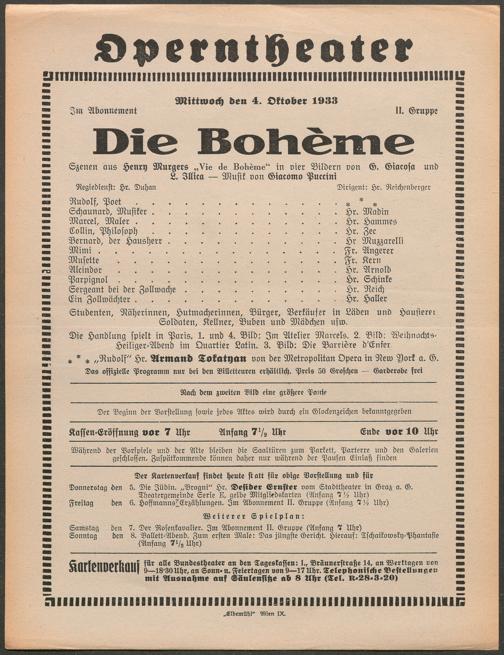 Operntheater
Mittwoch den 4. Oktober 1933
Im Abonnement II. Gruppe
Die Bohème
Szenen aus Henry Murgers „Vie de Bohème" in vier Bildern von G. Giacosa und
L. Illica — Musik von Giacomo Puccini
Regiedienst: Hr. Duhan Dirigent: Hr. Reichenberger
Rudolf, Poet . . . * * *
Schaunard, Musiker . . . Hr. Madin
Marcel, Maler . . . Hr. Hammes
Collin, Philosoph . . . Hr. Zec
Bernard, der Hausherr . . . Hr Muzzarelli
Mimi . . . Fr. Angerer
Musette . . . Fr. Kern
Alcindor . . . Hr. Arnold
Parpignol . . . Hr. Schinke
Sergeant bei der Zollwache . . . Hr. Reich
Ein Zollwächter . . . Hr. Haller
Studenten, Näherinnen, Hutmacherinnen, Bürger, Verkäufer in Läden und Hausierer
Soldaten, Kellner, Buben und Mädchen usw.
Die Handlung spielt in Paris, 1. und 4. Bild: Im Atelier Marcels. 2. Bild: Weihnachts-
Heiliger-Abend im Quartier Latin. 3. Bild: Die Barrière d'Enfer
* * * „Rudolf" Hr. Armand Tokatyan von der Metropolitan Opera in New York a. G.
Das offizielle Programm nur bei den Billetteuren erhältlich. Preis 50 Groschen — Garderobe frei
Nach dem zweiten Bild eine größere Pause
Der Beginn der Vorstellung sowie jedes Aktes wird durch ein Glockenzeichen bekanntgegeben
Kassen-Eröffnung vor 7 Uhr Anfang 7½ Uhr Ende vor 10 Uhr
Während der Vorspiele und der Akte bleiben die Saaltüren zum Parkett, Parterre und den Galerien
geschlossen. Zuspätkommende können daher nur während der Pausen Einlaß finden
Der Kartenverkauf findet heute statt für obige Vorstellung und für
Donnerstag den 5. Die Jüdin. „Brogni" Hr. Desider Ernster vom Stadttheater in Graz a. G.
Theatergemeinde Serie E, gelbe Mitgliedskarten (Anfang 7½ Uhr)
Freitag den 6. Hoffmanns Erzählungen. Im Abonnement II. Gruppe (Anfang 7½ Uhr)
Weiterer Spielplan:
Samstag den 7. Der Rosenkavalier. Im Abonnement II. Gruppe (Anfang 7 Uhr)
Sonntag den 8. Ballett-Abend. Zum ersten Male: Das jüngste Gericht. Hierauf: Tschaikowsky-Phantasie
(Anfang 7½ Uhr)
Kartenverkauf für alle Bundestheater an den Tageskassen: I., Bräunerstraße 14, an Werktagen von
9—18·30 Uhr, an Sonn- u. Feiertagen von 9—17 Uhr. Telephonische Bestellungen
mit Ausnahme auf Säulensitze ab 8 Uhr (Tel. R-28-3-20)
„Elbemühl" Wien IX.